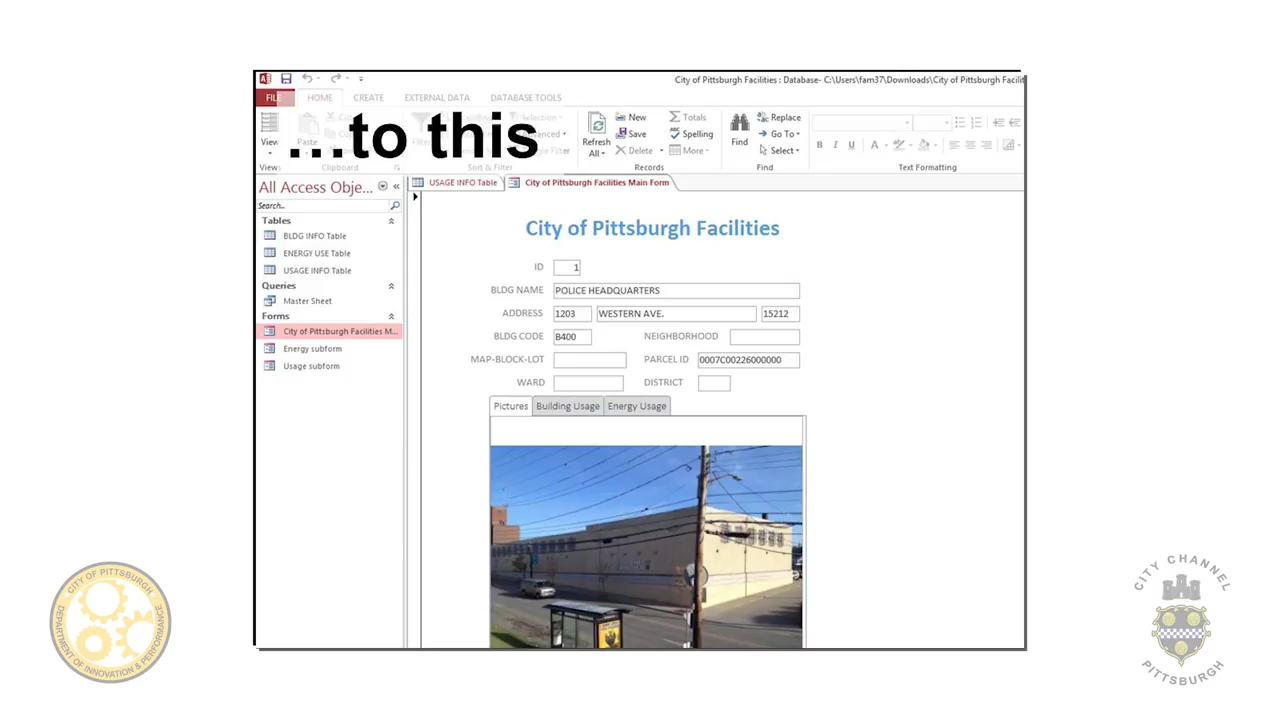 City of Pittsburgh Facilities : Database- C:\Users\fam37\Downloads\City of Pittsburgh Facilit
FILE HOME CREATE EXTERNAL DATA DATABASE TOOLS
...to this
View
Paste
Views
Clipboard
Sort & Filter
Refresh
All
New
Save
Delete
Totals
Spelling
More
Records
Find
Replace
Go To
Select
Find
B I U A
Text Formatting
All Access Obje...
Search..
Tables
BLDG INFO Table
ENERGY USE Table
USAGE INFO Table
Queries
Master Sheet
Forms
City of Pittsburgh Facilities M...
Energy subform
Usage subform
USAGE INFO Table City of Pittsburgh Facilities Main Form
City of Pittsburgh Facilities
ID 1
BLDG NAME POLICE HEADQUARTERS
ADDRESS 1203 WESTERN AVE. 15212
BLDG CODE B400 NEIGHBORHOOD
MAP-BLOCK-LOT PARCEL ID 0007C00226000000
WARD DISTRICT
Pictures Building Usage Energy Usage
CITY OF PITTSBURGH
DEPARTMENT OF INNOVATION & PERFORMANCE
CITY CHANNEL
PITTSBURGH